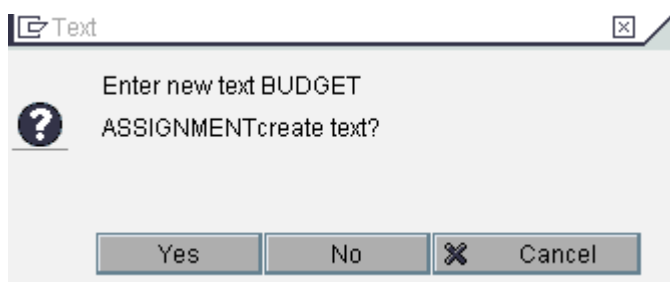 Text
Enter new text BUDGET
ASSIGNMENTcreate text?
Yes No Cancel